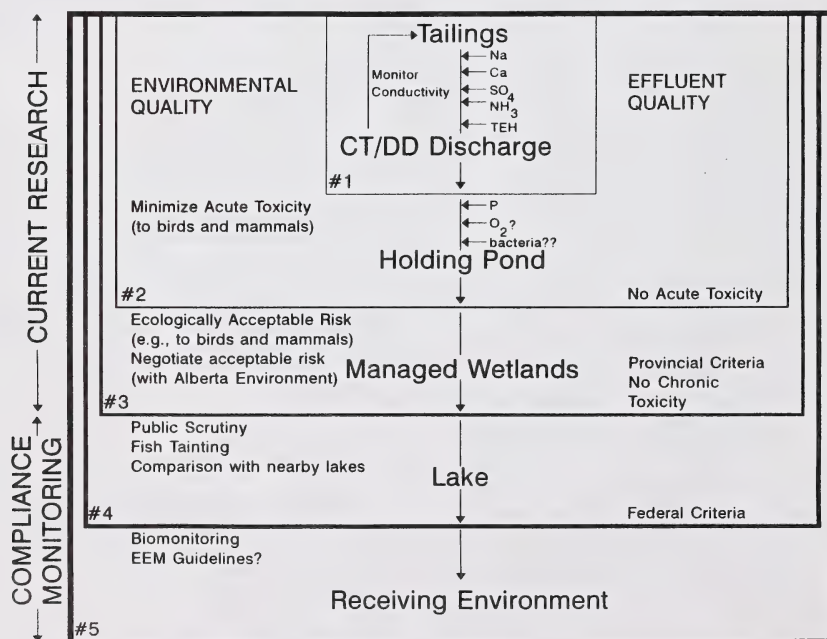 CURRENT RESEARCH
COMPLIANCE
MONITORING
ENVIRONMENTAL
QUALITY
EFFLUENT
QUALITY
Tailings
Monitor
Conductivity
Na
Ca
SO4
NH3
TEH
CT/DD Discharge
#1
Minimize Acute Toxicity
(to birds and mammals)
P
O2?
bacteria??
Holding Pond
#2
No Acute Toxicity
Ecologically Acceptable Risk
(e.g., to birds and mammals)
Negotiate acceptable risk
(with Alberta Environment)
Managed Wetlands
Provincial Criteria
No Chronic
Toxicity
#3
Public Scrutiny
Fish Tainting
Comparison with nearby lakes
Lake
#4
Federal Criteria
Biomonitoring
EEM Guidelines?
Receiving Environment
#5